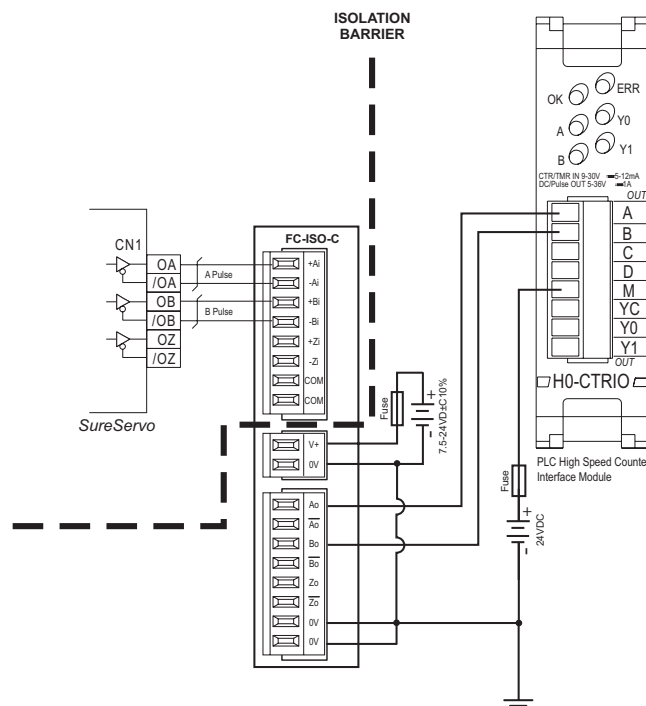 ISOLATION
BARRIER
OK
ERR
A
Y0
B
Y1
CTR/TMR IN 9-30V 5-12mA
DC/Pulse OUT 5-36V 1A
OUT
A
B
C
D
M
YC
Y0
Y1
OUT
H0-CTRIO
PLC High Speed Counte
Interface Module
CN1
OA
/OA
OB
/OB
OZ
/OZ
A Pulse
B Pulse
SureServo
FC-ISO-C
+Ai
-Ai
+Bi
-Bi
+Zi
-Zi
COM
COM
V+
0V
Ao
Ao
Bo
Bo
Zo
Zo
0V
0V
Fuse
+
-
7.5-24VD±C10%
Fuse
+
-
24VDC